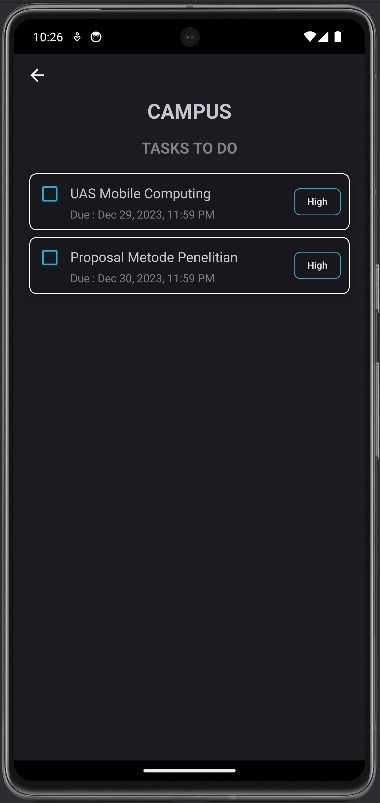 10:26
CAMPUS
TASKS TO DO
UAS Mobile Computing
High
Due : Dec 29, 2023, 11:59 PM
Proposal Metode Penelitian
High
Due : Dec 30, 2023, 11:59 PM